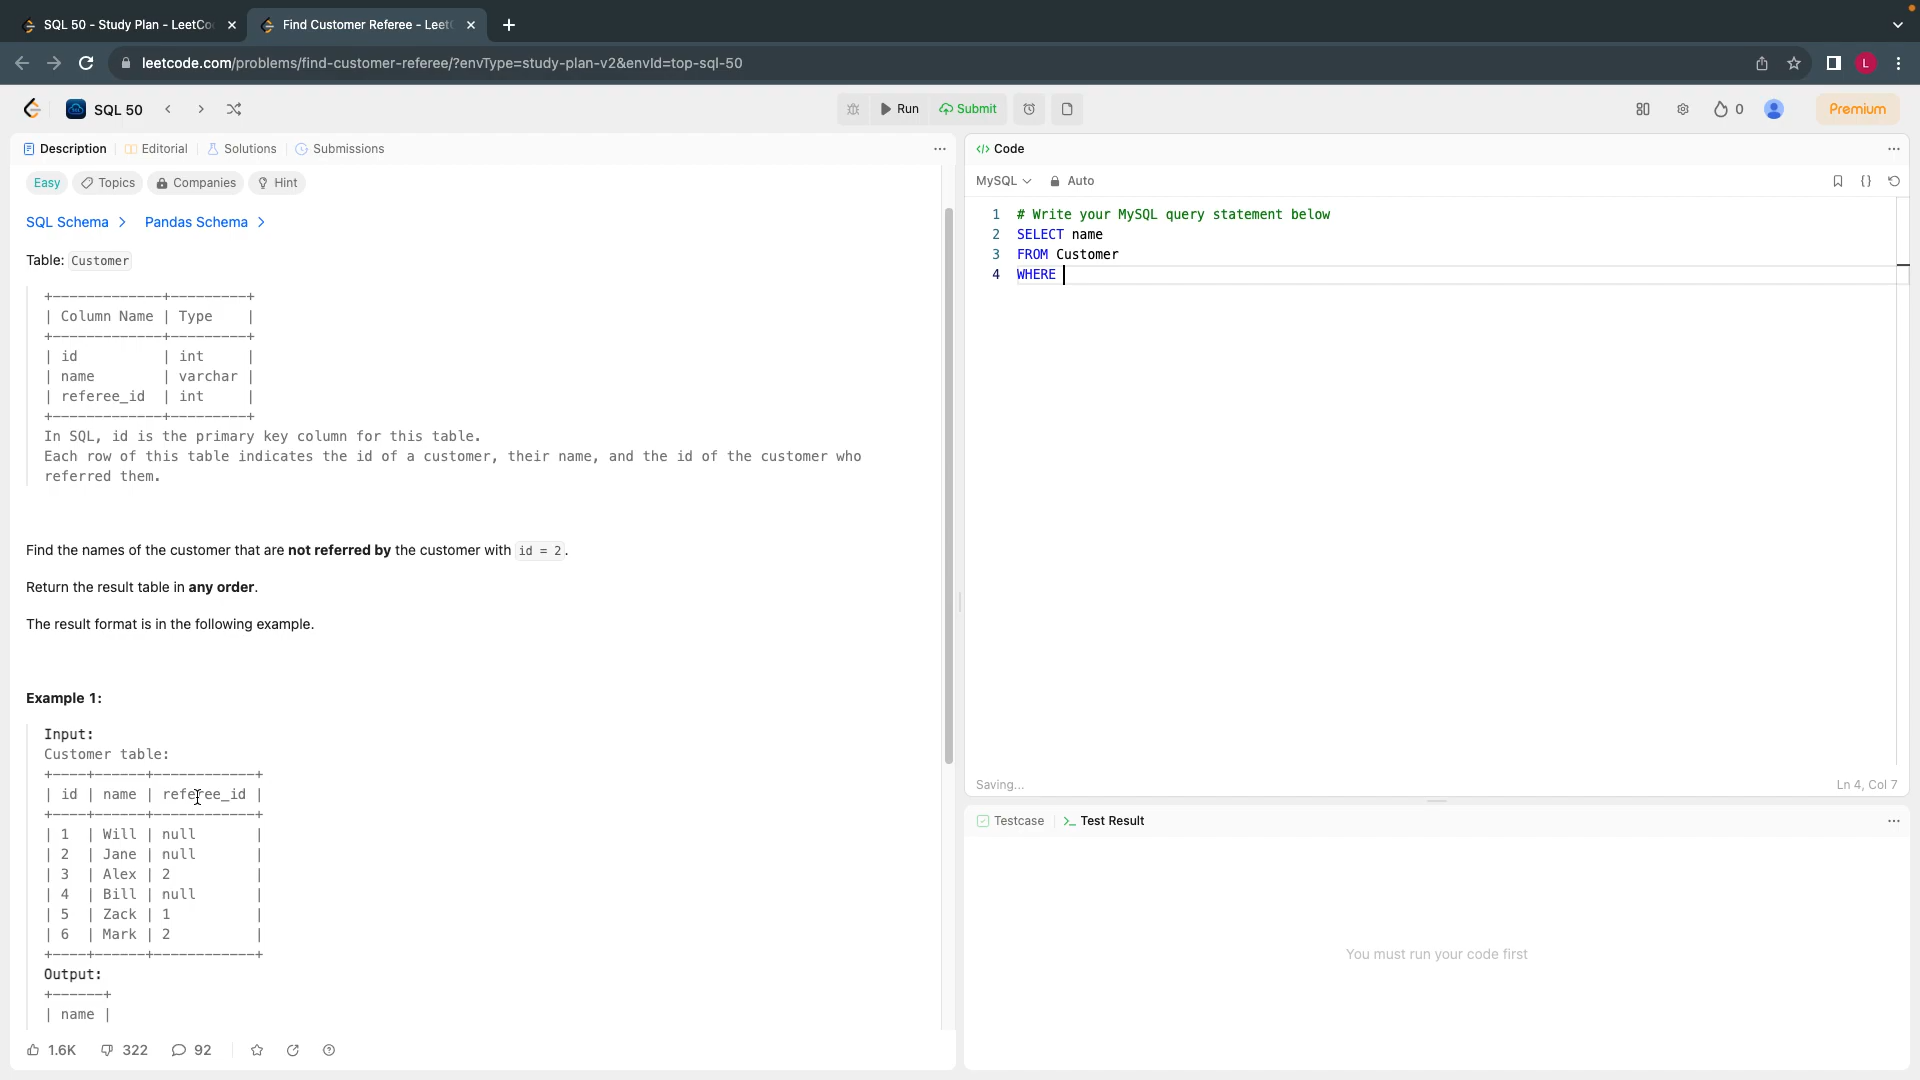 SQL 50 - Study Plan - LeetCo
Find Customer Referee - LeetC
leetcode.com/problems/find-customer-referee/?envType=study-plan-v2&envId=top-sql-50
L
SQL 50
Run
Submit
0
Premium
Description
Editorial
Solutions
Submissions
Easy
Topics
Companies
Hint
SQL Schema >
Pandas Schema >
Table: Customer
+-------------+---------+
| Column Name | Type    |
+-------------+---------+
| id          | int     |
| name        | varchar |
| referee_id  | int     |
+-------------+---------+
In SQL, id is the primary key column for this table.
Each row of this table indicates the id of a customer, their name, and the id of the customer who
referred them.
Find the names of the customer that are not referred by the customer with id = 2.
Return the result table in any order.
The result format is in the following example.
Example 1:
Input:
Customer table:
+----+------+------------+
| id | name | referee_id |
+----+------+------------+
| 1  | Will | null       |
| 2  | Jane | null       |
| 3  | Alex | 2          |
| 4  | Bill | null       |
| 5  | Zack | 1          |
| 6  | Mark | 2          |
+----+------+------------+
Output:
+------+
| name |
1.6K
322
92
</> Code
MySQL
Auto
{}
1 # Write your MySQL query statement below
2 SELECT name
3 FROM Customer
4 WHERE
Saving...
Ln 4, Col 7
Testcase
>_ Test Result
You must run your code first